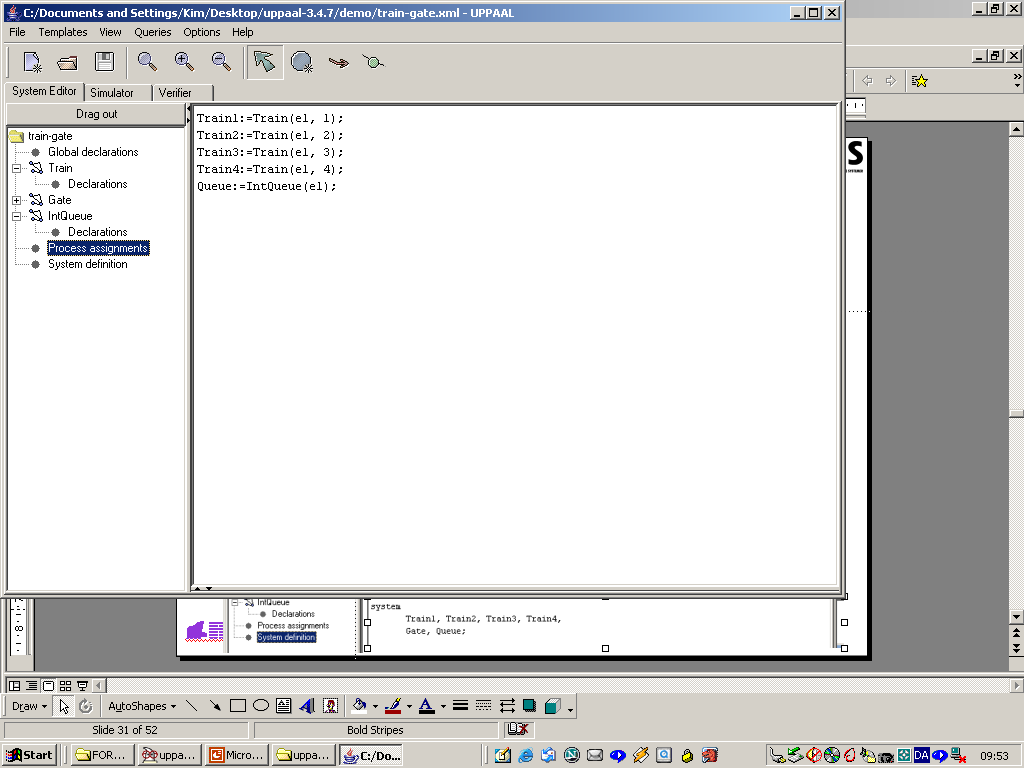 C:/Documents and Settings/Kim/Desktop/uppaal-3.4.7/demo/train-gate.xml - UPPAAL
File Templates View Queries Options Help
System Editor Simulator Verifier
Drag out
train-gate
Global declarations
Train
Declarations
Gate
IntQueue
Declarations
Process assignments
System definition
Train1:=Train(el, 1);
Train2:=Train(el, 2);
Train3:=Train(el, 3);
Train4:=Train(el, 4);
Queue:=IntQueue(el);
S
IntQueue
Declarations
Process assignments
System definition
system
Train1, Train2, Train3, Train4,
Gate, Queue;
8
Draw AutoShapes
Slide 31 of 52 Bold Stripes
Start FOR... uppa... Micro... uppa... C:/Do... DA 09:53